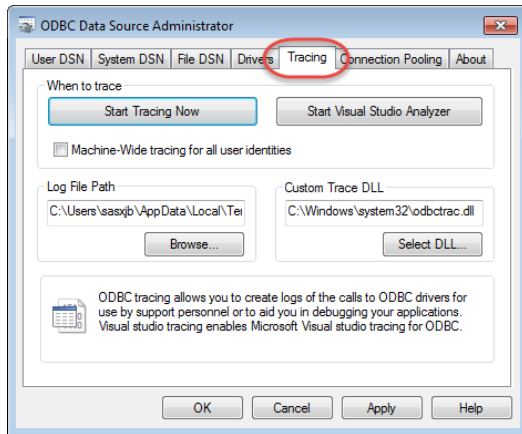 ODBC Data Source Administrator
User DSN System DSN File DSN Drivers Tracing Connection Pooling About
When to trace
Start Tracing Now Start Visual Studio Analyzer
Machine-Wide tracing for all user identities
Log File Path Custom Trace DLL
C:\Users\sasxjb\AppData\Local\Te C:\Windows\system32\odbctrac.dll
Browse... Select DLL...
ODBC tracing allows you to create logs of the calls to ODBC drivers for
use by support personnel or to aid you in debugging your applications.
Visual studio tracing enables Microsoft Visual studio tracing for ODBC.
OK Cancel Apply Help